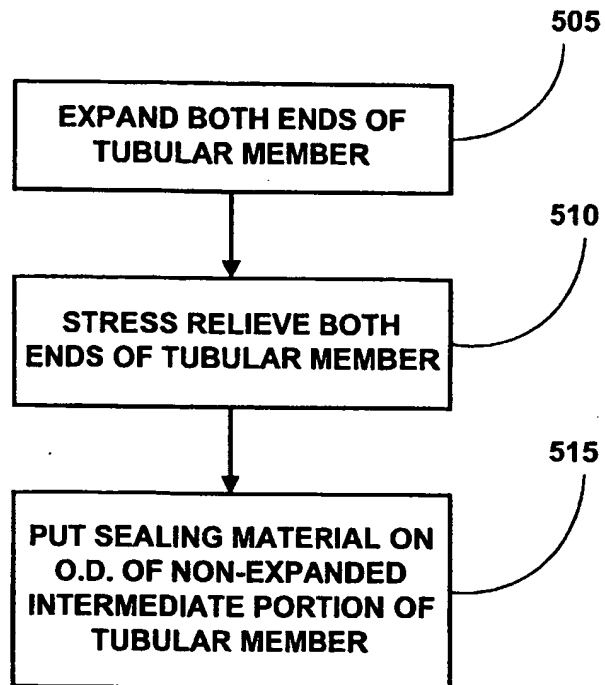 505
EXPAND BOTH ENDS OF
TUBULAR MEMBER
510
STRESS RELIEVE BOTH
ENDS OF TUBULAR MEMBER
515
PUT SEALING MATERIAL ON
O.D. OF NON-EXPANDED
INTERMEDIATE PORTION OF
TUBULAR MEMBER